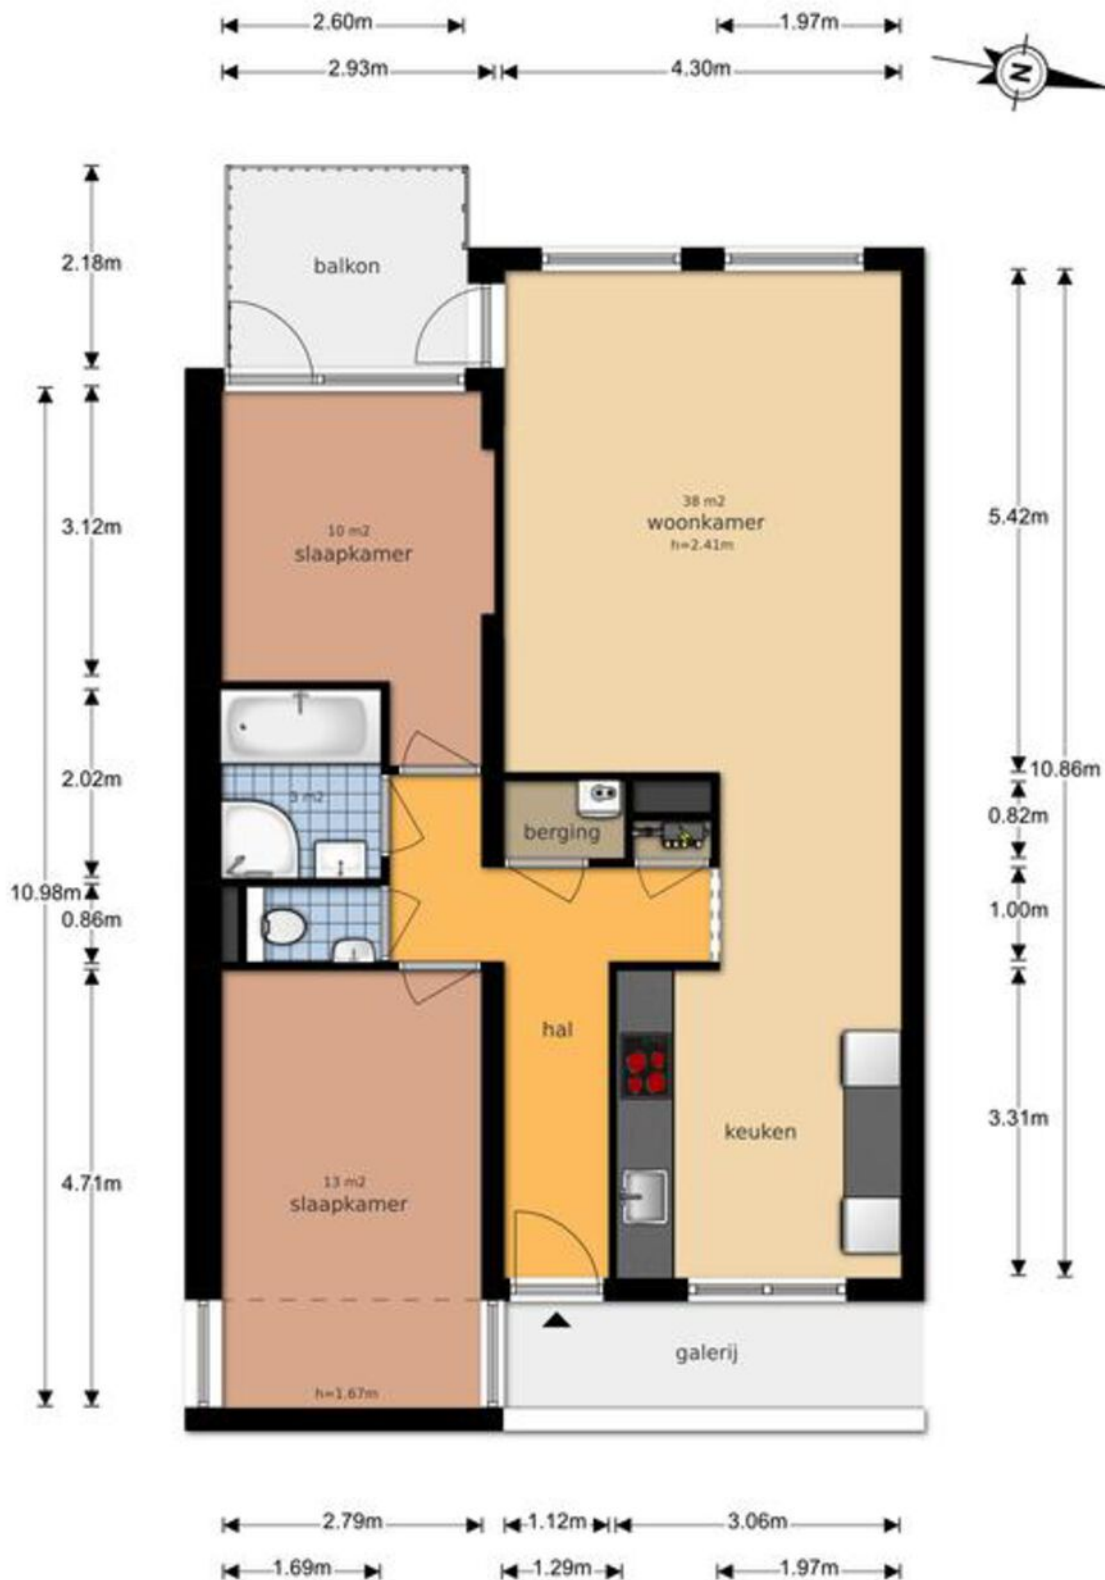 2.60m
1.97m
2.93m
4.30m
N
balkon
2.18m
10 m2
slaapkamer
3.12m
38 m2
woonkamer
h=2.41m
5.42m
3 m2
2.02m
berging
10.86m
0.82m
10.98m
0.86m
1.00m
hal
keuken
3.31m
13 m2
slaapkamer
4.71m
galerij
h=1.67m
2.79m
1.12m
3.06m
1.69m
1.29m
1.97m